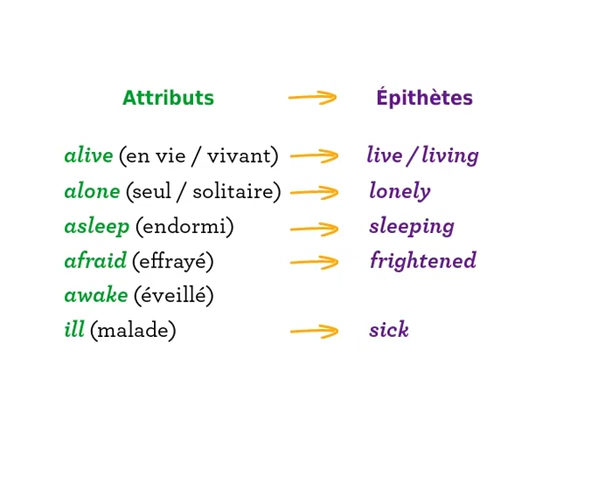 Attributs Épithètes
alive (en vie / vivant) live / living
alone (seul / solitaire) lonely
asleep (endormi) sleeping
afraid (effrayé) frightened
awake (éveillé)
ill (malade) sick